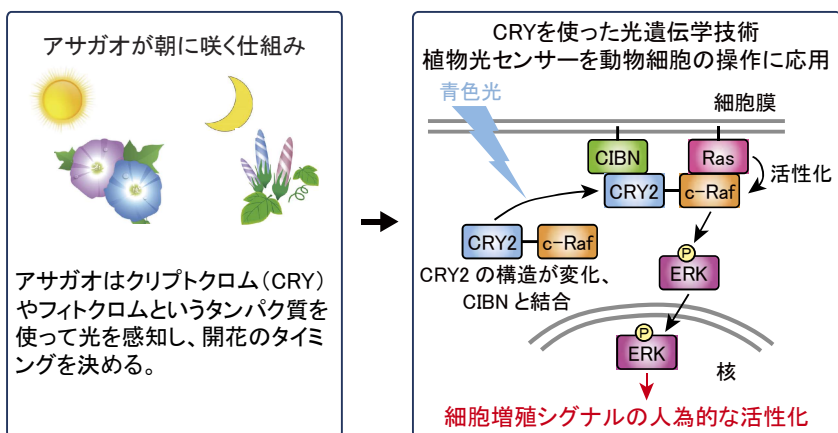 アサガオが朝に咲く仕組み
アサガオはクリプトクロム（CRY）
やフィトクロムというタンパク質を
使って光を感知し、開花のタイミ
ングを決める。
CRYを使った光遺伝学技術
植物光センサーを動物細胞の操作に応用
青色光
細胞膜
CIBN
Ras
活性化
CRY2
c-Raf
CRY2
c-Raf
CRY2 の構造が変化、
CIBN と結合
P
ERK
P
ERK
核
細胞増殖シグナルの人為的な活性化